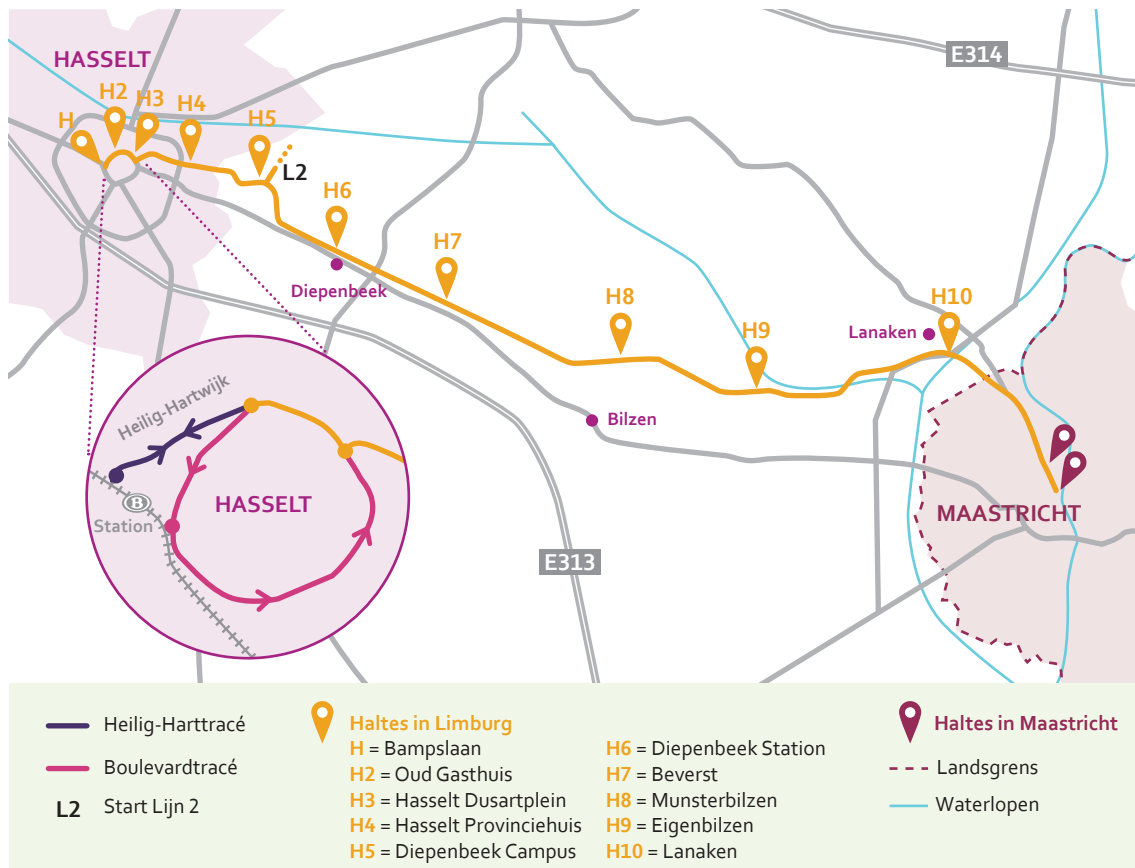 HASSELT
E314
H
H2
H3
H4
H5
L2
H6
H7
Diepenbeek
H8
H9
H10
Lanaken
Bilzen
Heilig-Hartwijk
B
Station
HASSELT
MAASTRICHT
E313
Heilig-Harttracé
Boulevardtracé
L2 Start Lijn 2
Haltes in Limburg
H = Bampslaan
H2 = Oud Gasthuis
H3 = Hasselt Dusartplein
H4 = Hasselt Provinciehuis
H5 = Diepenbeek Campus
H6 = Diepenbeek Station
H7 = Beverst
H8 = Munsterbilzen
H9 = Eigenbilzen
H10 = Lanaken
Haltes in Maastricht
Landsgrens
Waterlopen